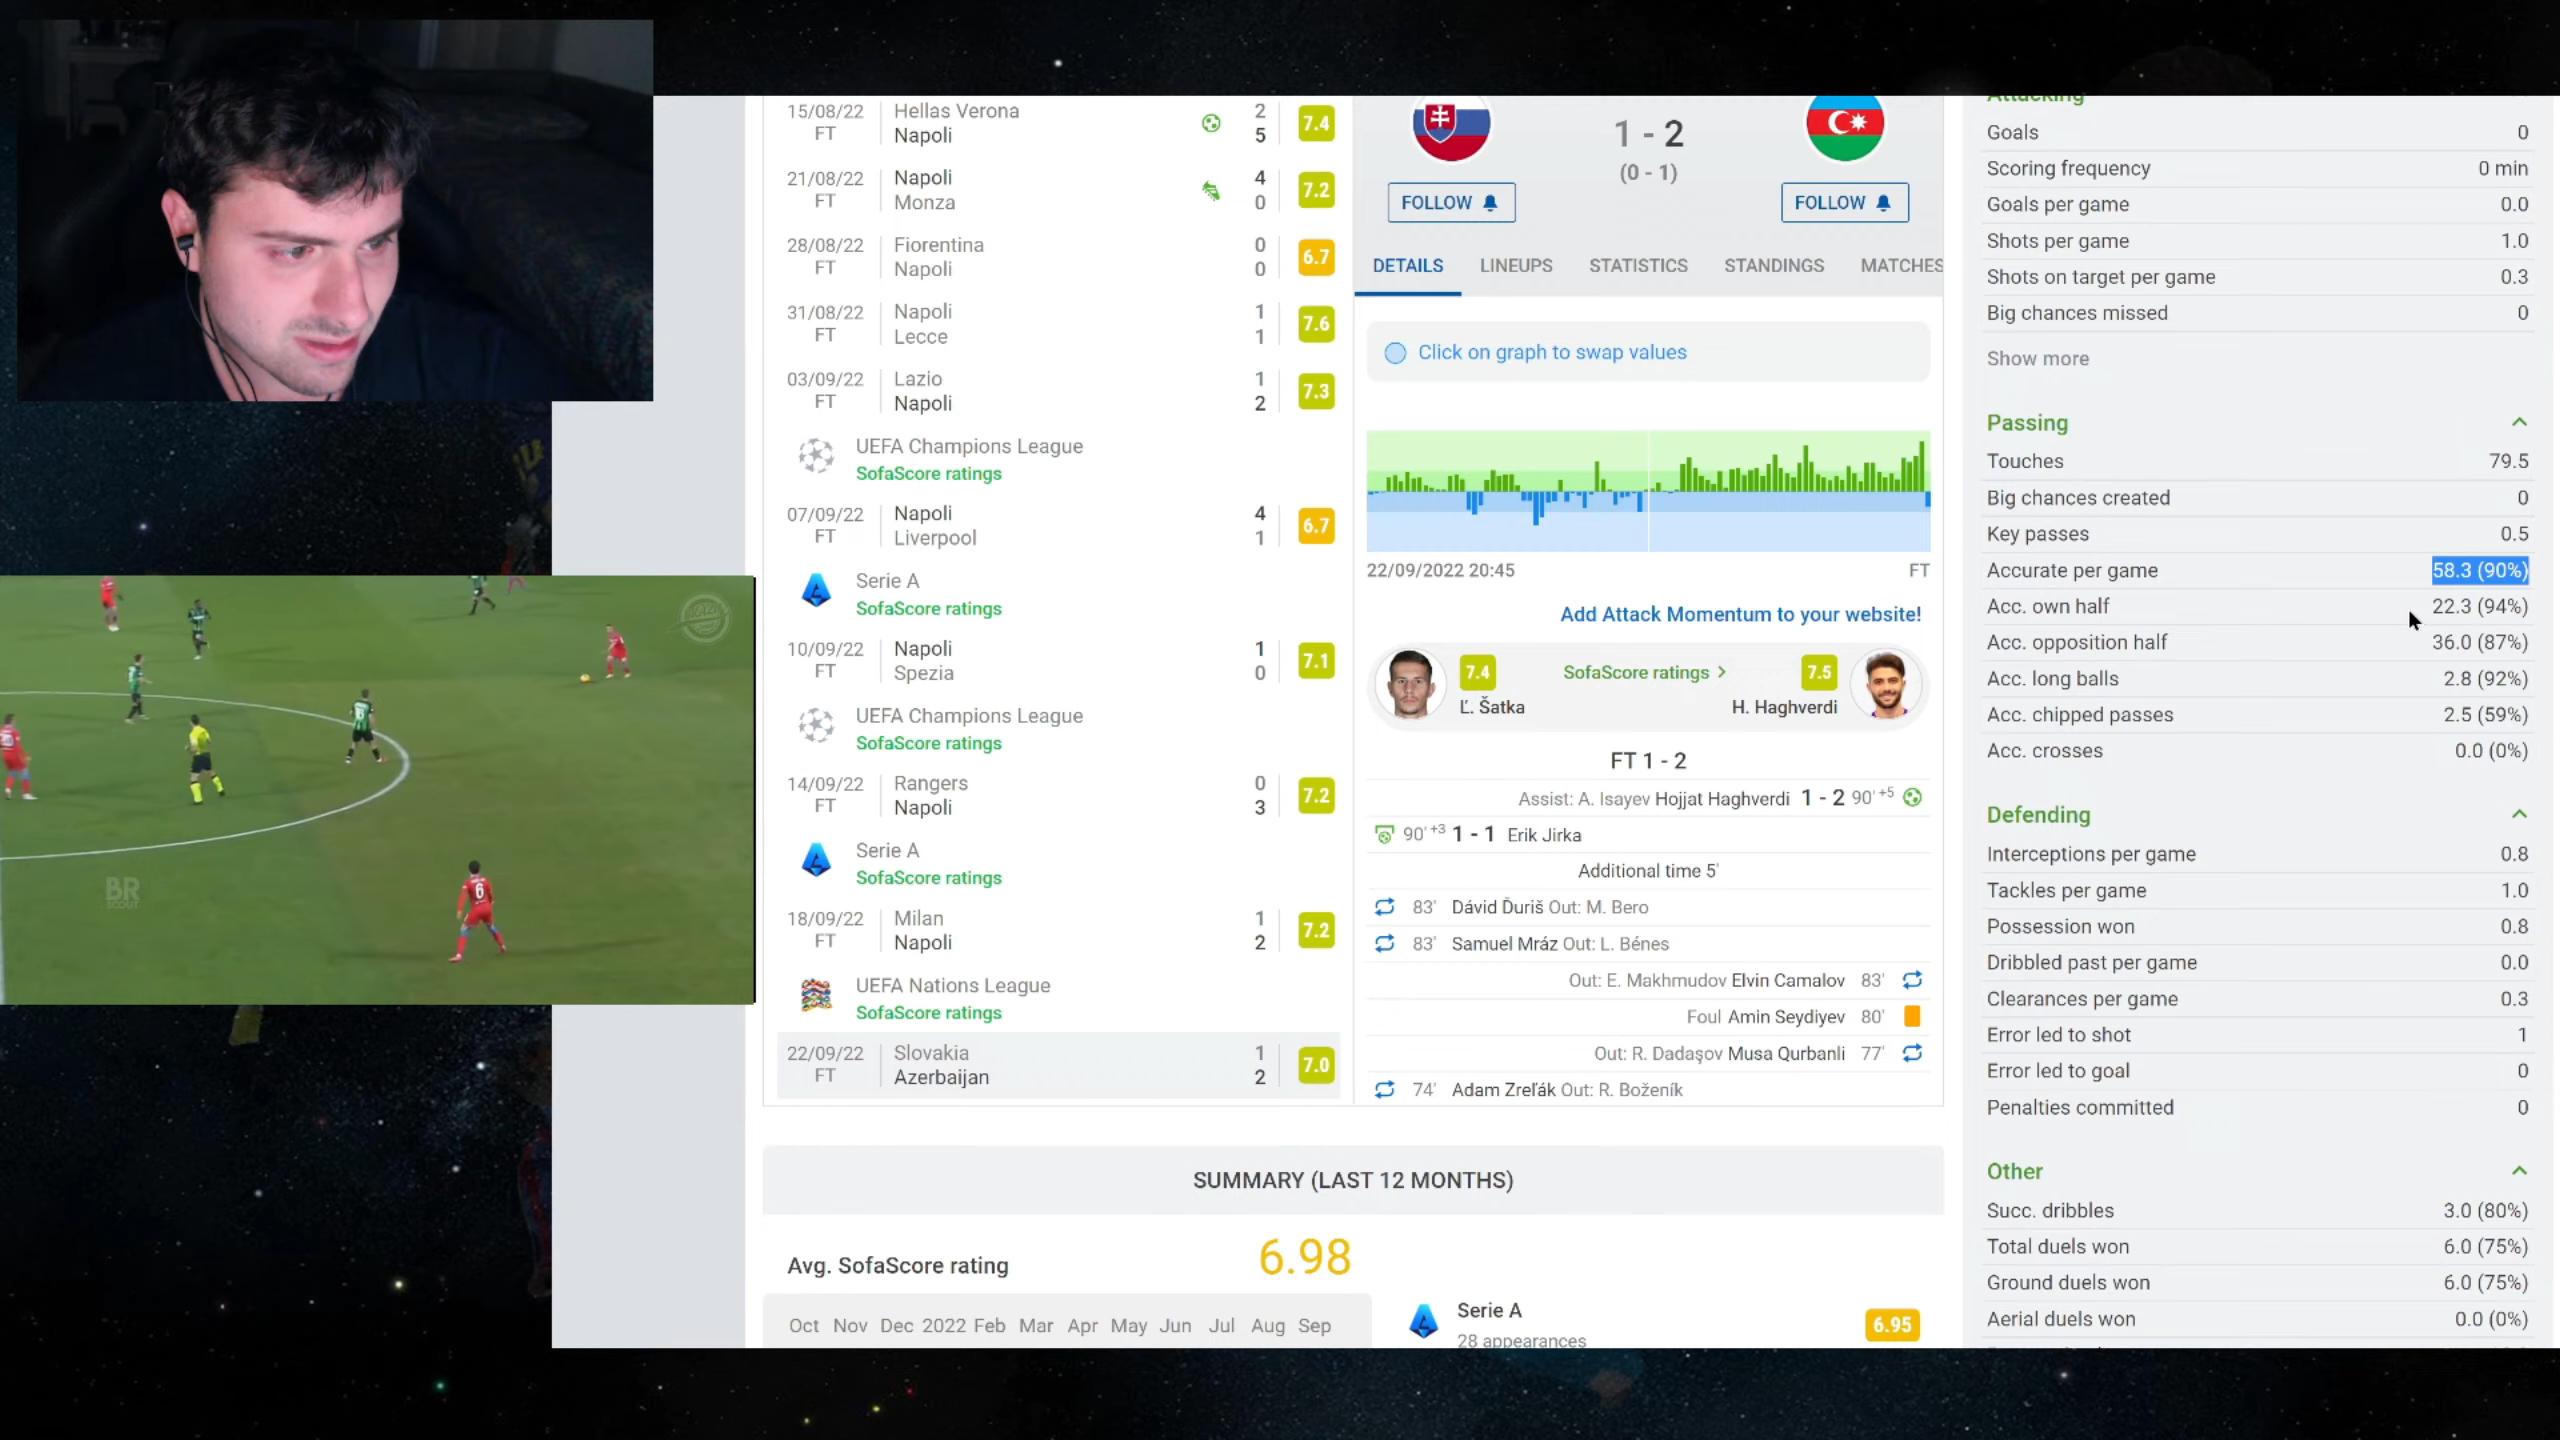 15/08/22
FT
Hellas Verona
Napoli
2
5
7.4
21/08/22
FT
Napoli
Monza
4
0
7.2
28/08/22
FT
Fiorentina
Napoli
0
0
6.7
31/08/22
FT
Napoli
Lecce
1
1
7.6
03/09/22
FT
Lazio
Napoli
1
2
7.3
UEFA Champions League
SofaScore ratings
07/09/22
FT
Napoli
Liverpool
4
1
6.7
Serie A
SofaScore ratings
10/09/22
FT
Napoli
Spezia
1
0
7.1
UEFA Champions League
SofaScore ratings
14/09/22
FT
Rangers
Napoli
0
3
7.2
Serie A
SofaScore ratings
18/09/22
FT
Milan
Napoli
1
2
7.2
UEFA Nations League
SofaScore ratings
22/09/22
FT
Slovakia
Azerbaijan
1
2
7.0
1 - 2
(0 - 1)
FOLLOW
FOLLOW
DETAILS LINEUPS STATISTICS STANDINGS MATCHES
Click on graph to swap values
22/09/2022 20:45 FT
Add Attack Momentum to your website!
7.4 SofaScore ratings > 7.5
Ľ. Šatka H. Haghverdi
FT 1 - 2
Assist: A. Isayev Hojjat Haghverdi 1 - 2 90' +5
90' +3 1 - 1 Erik Jirka
Additional time 5'
83' Dávid Ďuriš Out: M. Bero
83' Samuel Mráz Out: L. Bénes
Out: E. Makhmudov Elvin Camalov 83'
Foul Amin Seydiyev 80'
Out: R. Dadaşov Musa Qurbanli 77'
74' Adam Zreľák Out: R. Boženík
SUMMARY (LAST 12 MONTHS)
Avg. SofaScore rating 6.98
Oct Nov Dec 2022 Feb Mar Apr May Jun Jul Aug Sep
Serie A
28 appearances
6.95
Attacking
Goals 0
Scoring frequency 0 min
Goals per game 0.0
Shots per game 1.0
Shots on target per game 0.3
Big chances missed 0
Show more
Passing
Touches 79.5
Big chances created 0
Key passes 0.5
Accurate per game 58.3 (90%)
Acc. own half 22.3 (94%)
Acc. opposition half 36.0 (87%)
Acc. long balls 2.8 (92%)
Acc. chipped passes 2.5 (59%)
Acc. crosses 0.0 (0%)
Defending
Interceptions per game 0.8
Tackles per game 1.0
Possession won 0.8
Dribbled past per game 0.0
Clearances per game 0.3
Error led to shot 1
Error led to goal 0
Penalties committed 0
Other
Succ. dribbles 3.0 (80%)
Total duels won 6.0 (75%)
Ground duels won 6.0 (75%)
Aerial duels won 0.0 (0%)
BR
SCOUT
6